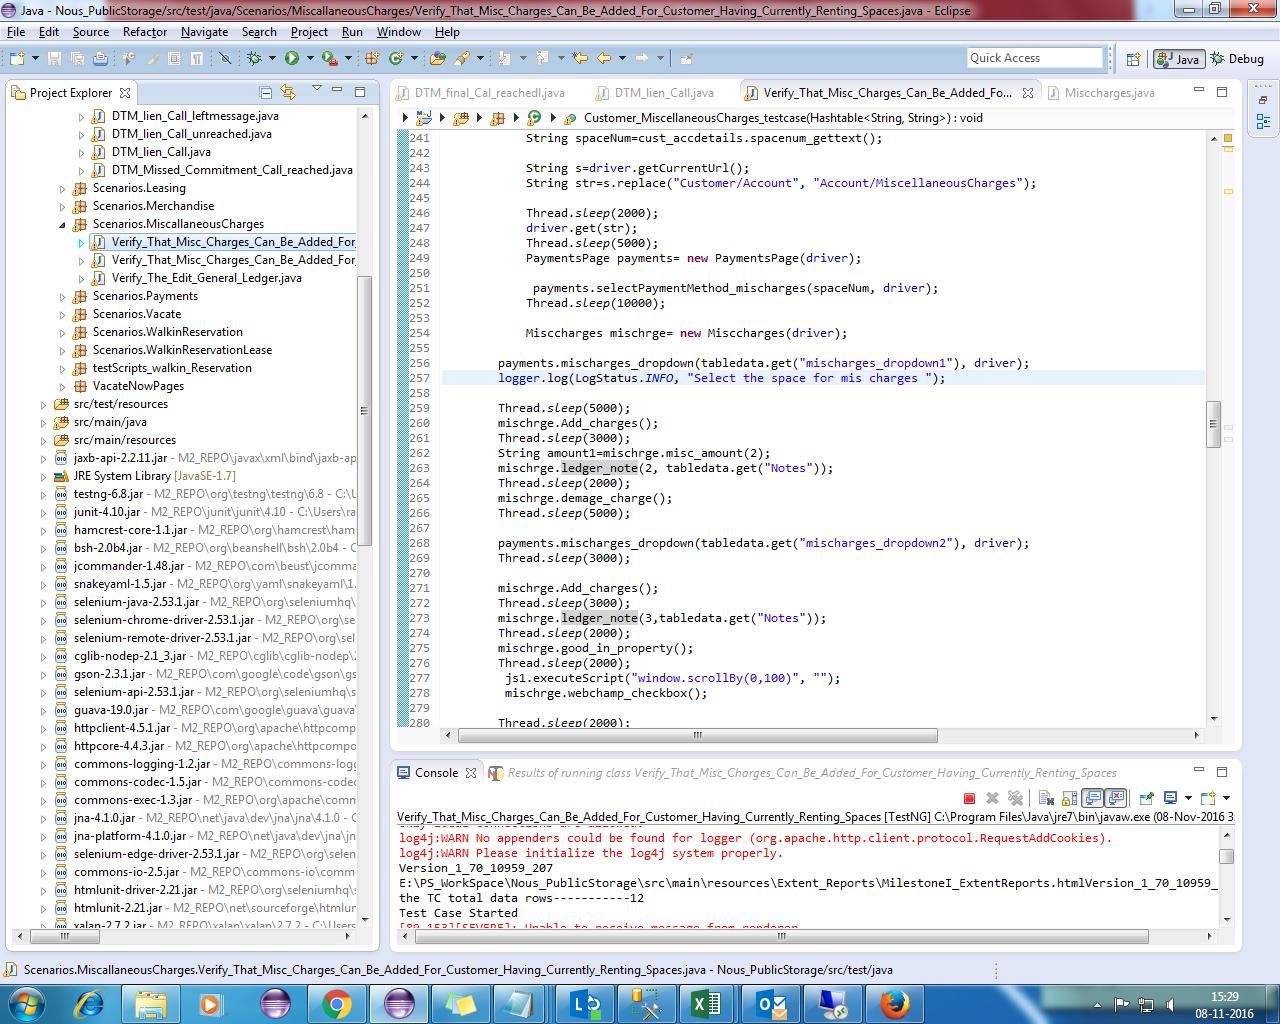 Java - Nous_PublicStorage/src/test/java/Scenarios/MiscallaneousCharges/Verify_That_Misc_Charges_Can_Be_Added_For_Customer_Having_Currently_Renting_Spaces.java - Eclipse
File Edit Source Refactor Navigate Search Project Run Window Help
Quick Access Java Debug
Project Explorer
DTM_lien_Call_leftmessage.java
DTM_lien_Call_unreached.java
DTM_lien_Call.java
DTM_Missed_Commitment_Call_reached.java
Scenarios.Leasing
Scenarios.Merchandise
Scenarios.MiscallaneousCharges
Verify_That_Misc_Charges_Can_Be_Added_For
Verify_That_Misc_Charges_Can_Be_Added_For
Verify_The_Edit_General_Ledger.java
Scenarios.Payments
Scenarios.Vacate
Scenarios.WalkinReservation
Scenarios.WalkinReservationLease
testScripts_walkin_Reservation
VacateNowPages
src/test/resources
src/main/java
src/main/resources
jaxb-api-2.2.11.jar - M2_REPO\javax\xml\bind\jaxb-ap
JRE System Library [JavaSE-1.7]
testng-6.8.jar - M2_REPO\org\testng\testng\6.8 - C:\U
junit-4.10.jar - M2_REPO\junit\junit\4.10 - C:\Users\ra
hamcrest-core-1.1.jar - M2_REPO\org\hamcrest\ham
bsh-2.0b4.jar - M2_REPO\org\beanshell\bsh\2.0b4 - C
jcommander-1.48.jar - M2_REPO\com\beust\jcomma
snakeyaml-1.5.jar - M2_REPO\org\yaml\snakeyaml\1.
selenium-java-2.53.1.jar - M2_REPO\org\seleniumhq\
selenium-chrome-driver-2.53.1.jar - M2_REPO\org\sel
selenium-remote-driver-2.53.1.jar - M2_REPO\org\se
cglib-nodep-2.1_3.jar - M2_REPO\cglib\cglib-nodep\2
gson-2.3.1.jar - M2_REPO\com\google\code\gson\gs
selenium-api-2.53.1.jar - M2_REPO\org\seleniumhq\s
guava-19.0.jar - M2_REPO\com\google\guava\guava\
httpclient-4.5.1.jar - M2_REPO\org\apache\httpcomp
httpcore-4.4.3.jar - M2_REPO\org\apache\httpcompo
commons-logging-1.2.jar - M2_REPO\commons-logg
commons-codec-1.5.jar - M2_REPO\commons-codec
commons-exec-1.3.jar - M2_REPO\org\apache\comm
jna-4.1.0.jar - M2_REPO\net\java\dev\jna\jna\4.1.0 - C
jna-platform-4.1.0.jar - M2_REPO\net\java\dev\jna\jn
selenium-edge-driver-2.53.1.jar - M2_REPO\org\selen
commons-io-2.5.jar - M2_REPO\commons-io\comm
htmlunit-driver-2.21.jar - M2_REPO\org\seleniumhq\s
htmlunit-2.21.jar - M2_REPO\net\sourceforge\htmlun
xalan-2.7.2.jar - M2_REPO\xalan\xalan\2.7.2 - C:\Users
DTM_final_Cal_reachedl.java DTM_lien_Call.java Verify_That_Misc_Charges_Can_Be_Added_Fo... Misccharges.java
Customer_MiscellaneousCharges_testcase(Hashtable<String, String>) : void
241 String spaceNum=cust_accdetails.spacenum_gettext();
242
243 String s=driver.getCurrentUrl();
244 String str=s.replace("Customer/Account", "Account/MiscellaneousCharges");
245
246 Thread.sleep(2000);
247 driver.get(str);
248 Thread.sleep(5000);
249 PaymentsPage payments= new PaymentsPage(driver);
250
251 payments.selectPaymentMethod_mischarges(spaceNum, driver);
252 Thread.sleep(10000);
253
254 Misccharges mischrge= new Misccharges(driver);
255
256 payments.mischarges_dropdown(tabledata.get("mischarges_dropdown1"), driver);
257 logger.log(LogStatus.INFO, "Select the space for mis charges ");
258
259 Thread.sleep(5000);
260 mischrge.Add_charges();
261 Thread.sleep(3000);
262 String amount1=mischrge.misc_amount(2);
263 mischrge.ledger_note(2, tabledata.get("Notes"));
264 Thread.sleep(2000);
265 mischrge.demage_charge();
266 Thread.sleep(5000);
267
268 payments.mischarges_dropdown(tabledata.get("mischarges_dropdown2"), driver);
269 Thread.sleep(3000);
270
271 mischrge.Add_charges();
272 Thread.sleep(3000);
273 mischrge.ledger_note(3,tabledata.get("Notes"));
274 Thread.sleep(2000);
275 mischrge.good_in_property();
276 Thread.sleep(2000);
277 js1.executeScript("window.scrollBy(0,100)", "");
278 mischrge.webchamp_checkbox();
279
280 Thread.sleep(2000);
Console Results of running class Verify_That_Misc_Charges_Can_Be_Added_For_Customer_Having_Currently_Renting_Spaces
Verify_That_Misc_Charges_Can_Be_Added_For_Customer_Having_Currently_Renting_Spaces [TestNG] C:\Program Files\Java\jre7\bin\javaw.exe (08-Nov-2016 3
Only local connections are allowed.
log4j:WARN No appenders could be found for logger (org.apache.http.client.protocol.RequestAddCookies).
log4j:WARN Please initialize the log4j system properly.
Version_1_70_10959_207
E:\PS_WorkSpace\Nous_PublicStorage\src\main\resources\Extent_Reports\MilestoneI_ExtentReports.htmlVersion_1_70_10959_
the TC total data rows------------12
Test Case Started
[80.153][SEVERE]: Unable to receive message from renderer
Scenarios.MiscallaneousCharges.Verify_That_Misc_Charges_Can_Be_Added_For_Customer_Having_Currently_Renting_Spaces.java - Nous_PublicStorage/src/test/java
15:29
08-11-2016